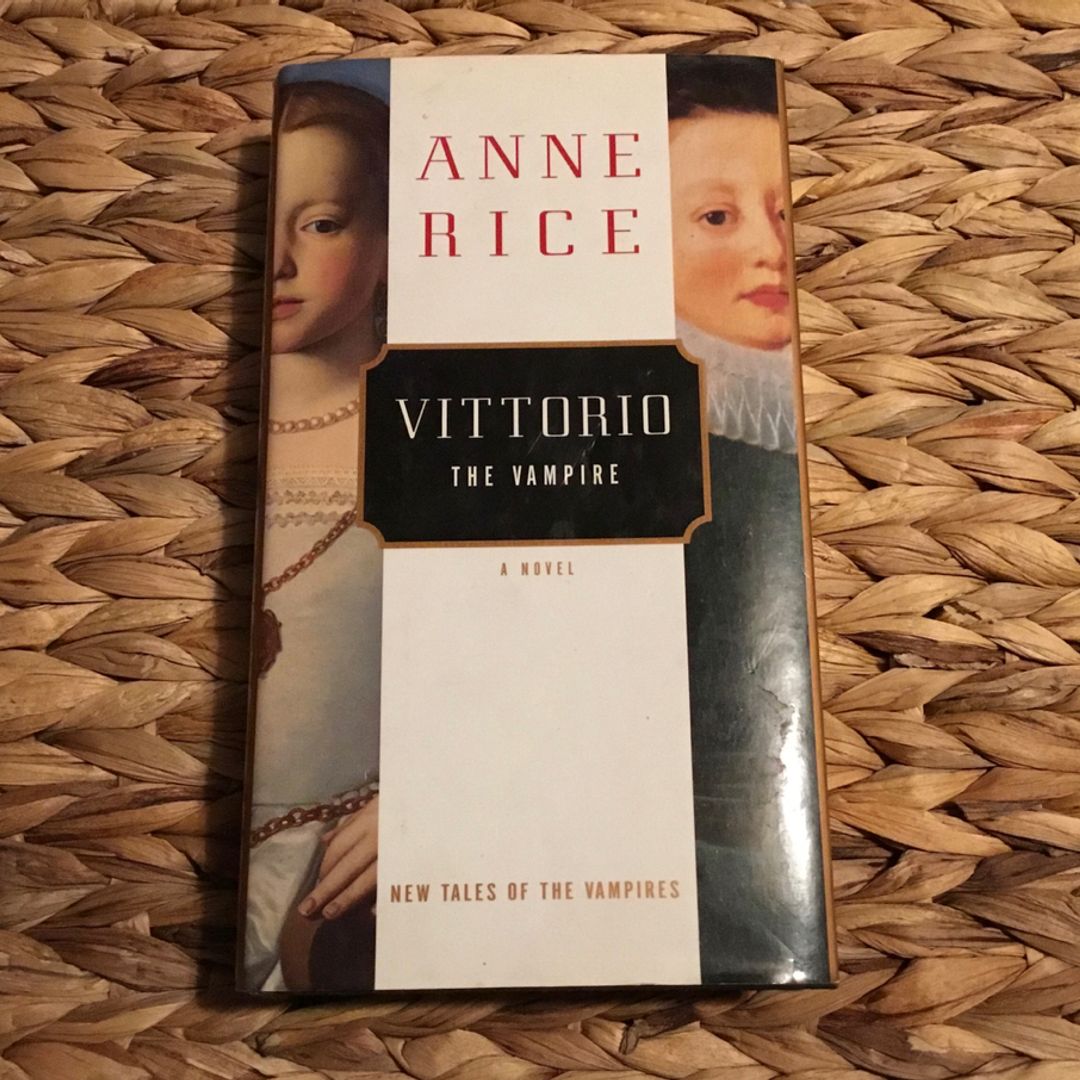 ANNE
RICE
VITTORIO
THE VAMPIRE
A NOVEL
NEW TALES OF THE VAMPIRES